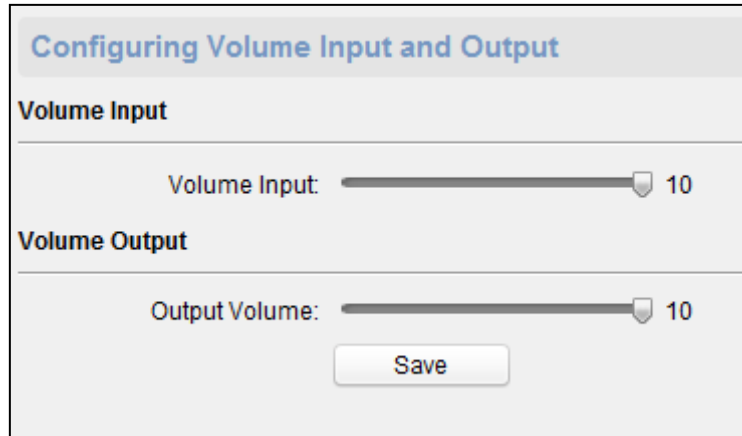 Configuring Volume Input and Output
Volume Input
Volume Input: 10
Volume Output
Output Volume: 10
Save